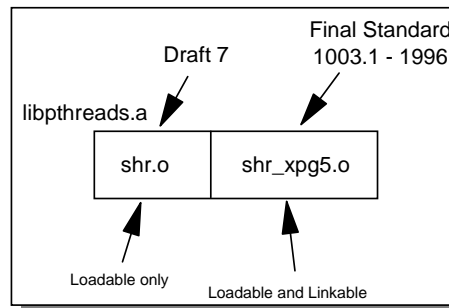 Final Standard
1003.1 - 1996
Draft 7
libpthreads.a
shr.o
shr_xpg5.o
Loadable only
Loadable and Linkable